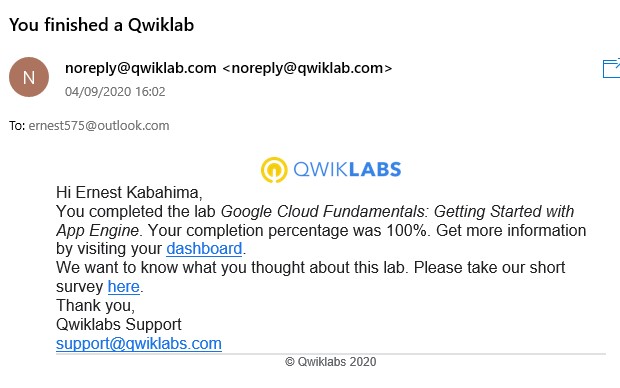 You finished a Qwiklab
N
noreply@qwiklab.com <noreply@qwiklab.com>
04/09/2020 16:02
To: ernest575@outlook.com
QWIKLABS
Hi Ernest Kabahima,
You completed the lab Google Cloud Fundamentals: Getting Started with
App Engine. Your completion percentage was 100%. Get more information
by visiting your dashboard.
We want to know what you thought about this lab. Please take our short
survey here.
Thank you,
Qwiklabs Support
support@qwiklabs.com
© Qwiklabs 2020